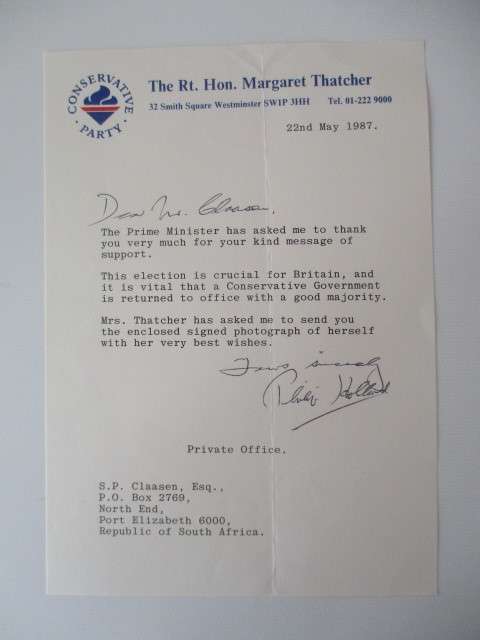 CONSERVATIVE PARTY
The Rt. Hon. Margaret Thatcher
32 Smith Square Westminster SW1P 3HH Tel. 01-222 9000
22nd May 1987.
Dear Mr. Claasen,
The Prime Minister has asked me to thank
you very much for your kind message of
support.
This election is crucial for Britain, and
it is vital that a Conservative Government
is returned to office with a good majority.
Mrs. Thatcher has asked me to send you
the enclosed signed photograph of herself
with her very best wishes.
Yours sincerely
Philip Holland
Private Office.
S.P. Claasen, Esq.,
P.O. Box 2769,
North End,
Port Elizabeth 6000,
Republic of South Africa.